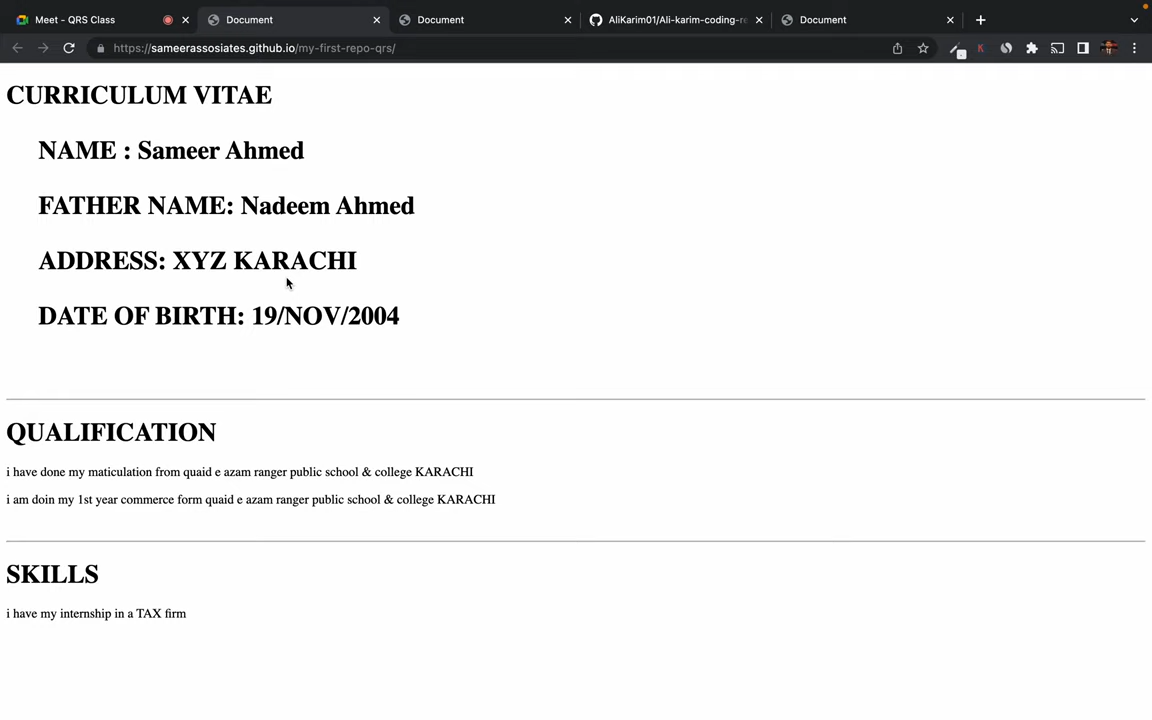 Meet - QRS Class
Document
Document
AliKarim01/Ali-karim-coding-re
Document
https://sameerassosiates.github.io/my-first-repo-qrs/
CURRICULUM VITAE
NAME : Sameer Ahmed
FATHER NAME: Nadeem Ahmed
ADDRESS: XYZ KARACHI
DATE OF BIRTH: 19/NOV/2004
QUALIFICATION
i have done my maticulation from quaid e azam ranger public school & college KARACHI
i am doin my 1st year commerce form quaid e azam ranger public school & college KARACHI
SKILLS
i have my internship in a TAX firm